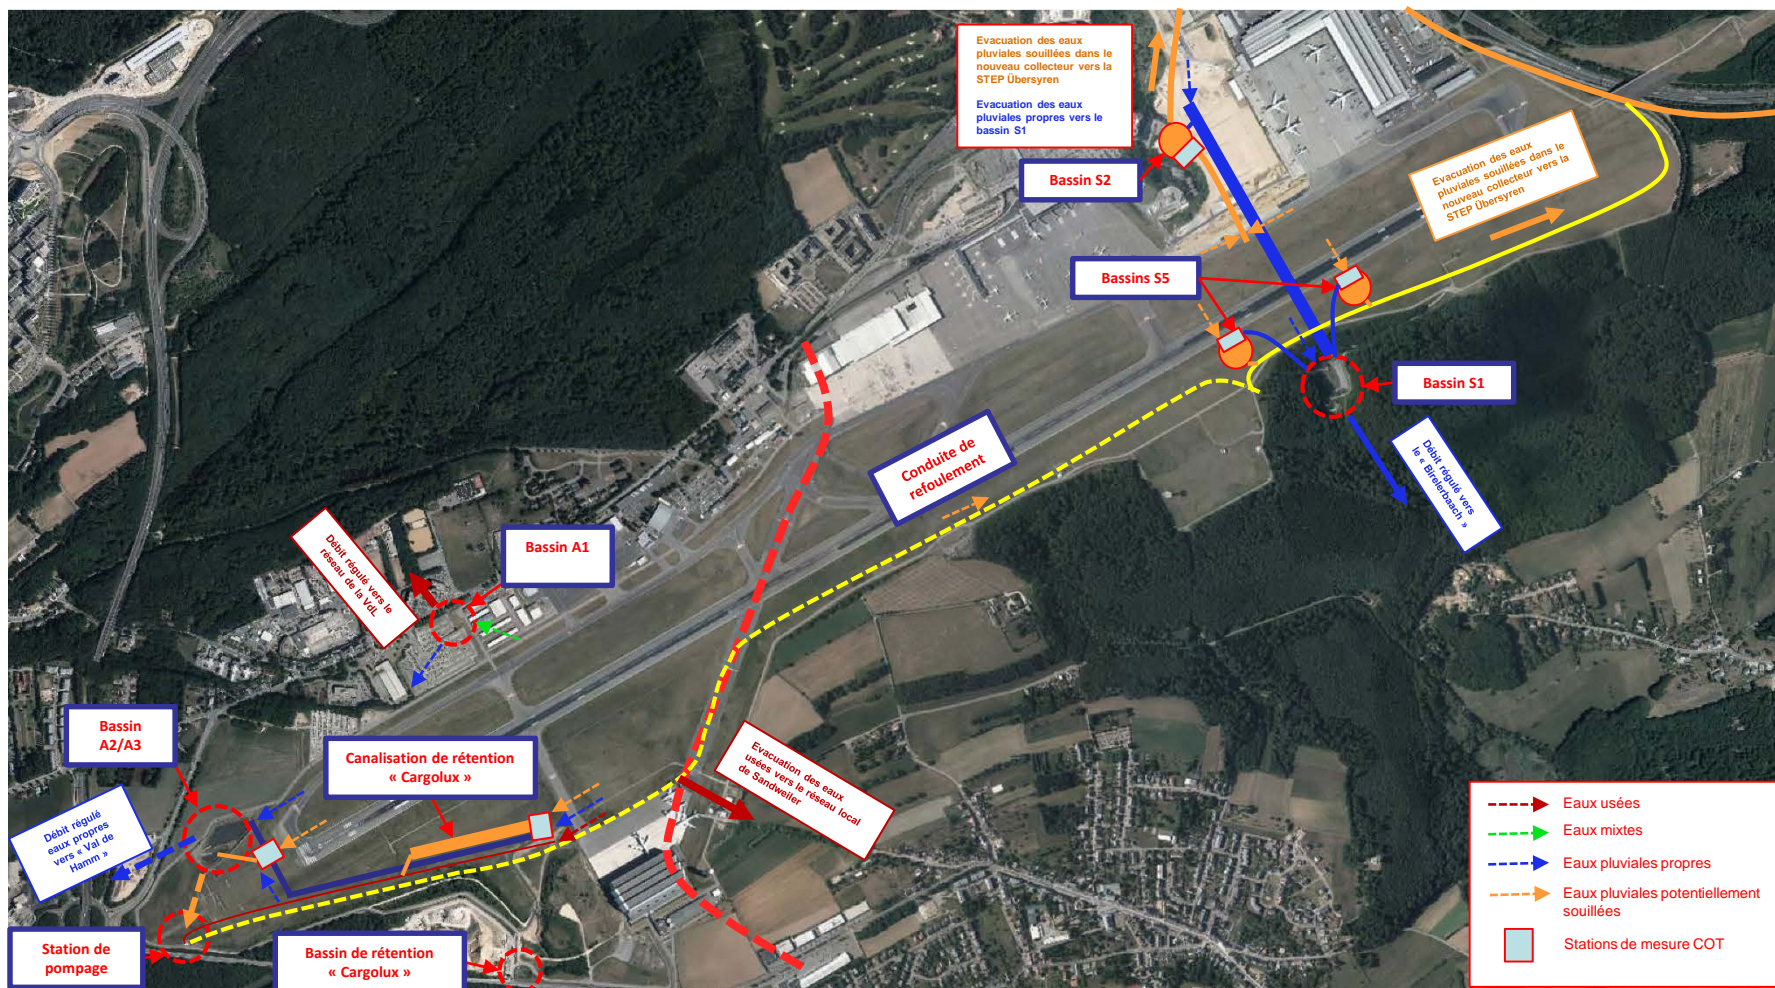 Evacuation des eaux
pluviales souillées dans le
nouveau collecteur vers la
STEP Übersyren
Evacuation des eaux
pluviales propres vers le
bassin S1
Bassin S2
Evacuation des eaux
pluviales souillées dans le
nouveau collecteur vers la
STEP Übersyren
Bassins S5
Bassin S1
Conduite de
refoulement
Débit régulé vers
le « Bireferbaach »
Débit régulé vers le
réseau de la VdL
Bassin A1
Bassin
A2/A3
Canalisation de rétention
« Cargolux »
Evacuation des eaux
usées vers le réseau local
de Sandweiler
Débit régulé
eaux propres
vers « Val de
Hamm »
Station de
pompage
Bassin de rétention
« Cargolux »
Eaux usées
Eaux mixtes
Eaux pluviales propres
Eaux pluviales potentiellement
souillées
Stations de mesure COT